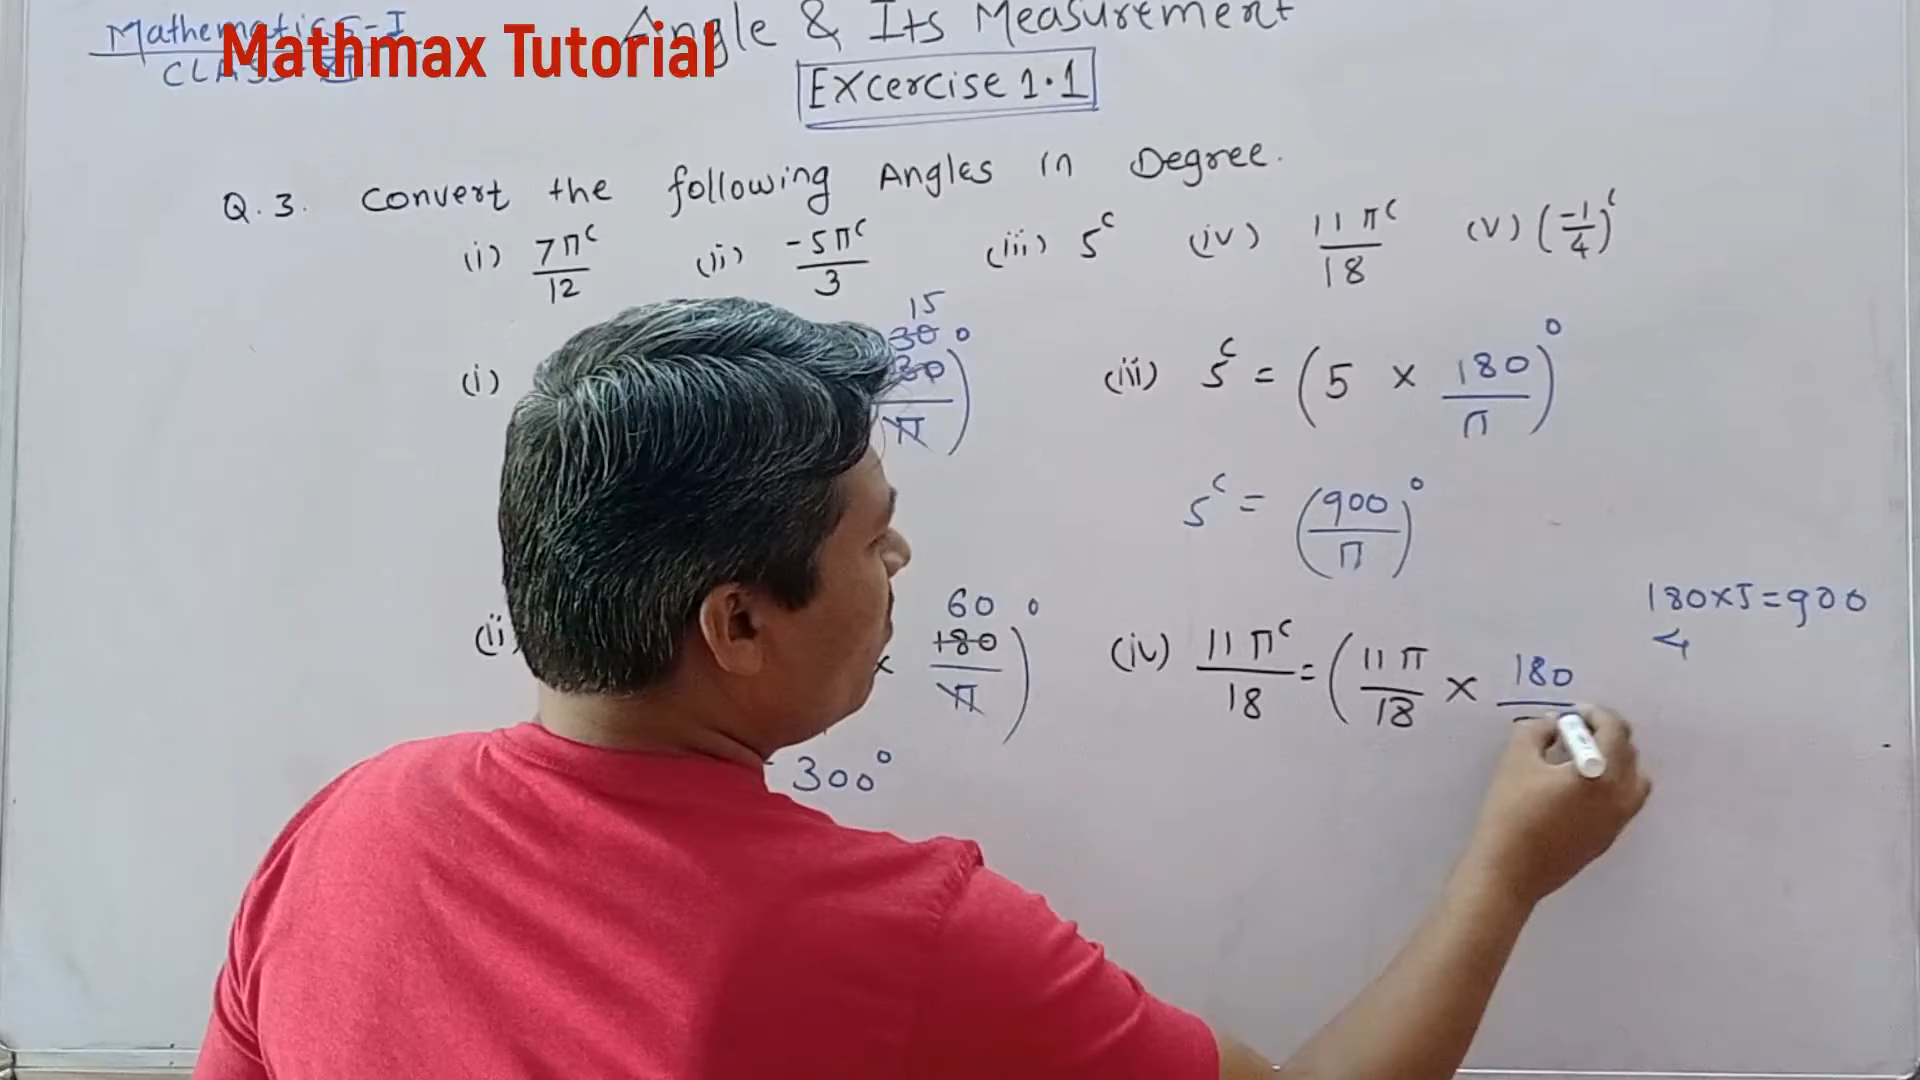 Mathematics-I
CLASS-XI
Mathmax Tutorial
Angle & Its Measurement
Excercise 1.1
Q.3. Convert the following Angles in Degree.
(i) 7π^c/12 (ii) -5π^c/3 (iii) 5^c (iv) 11π^c/18 (v) (-1/4)^c
(i) 15
30 °
π )
(iii) 5^c = (5 × 180/π)°
5^c = (900/π)°
180×5=900
(ii) × 60 180/π )°
300°
(iv) 11π^c/18 = (11π/18 × 180